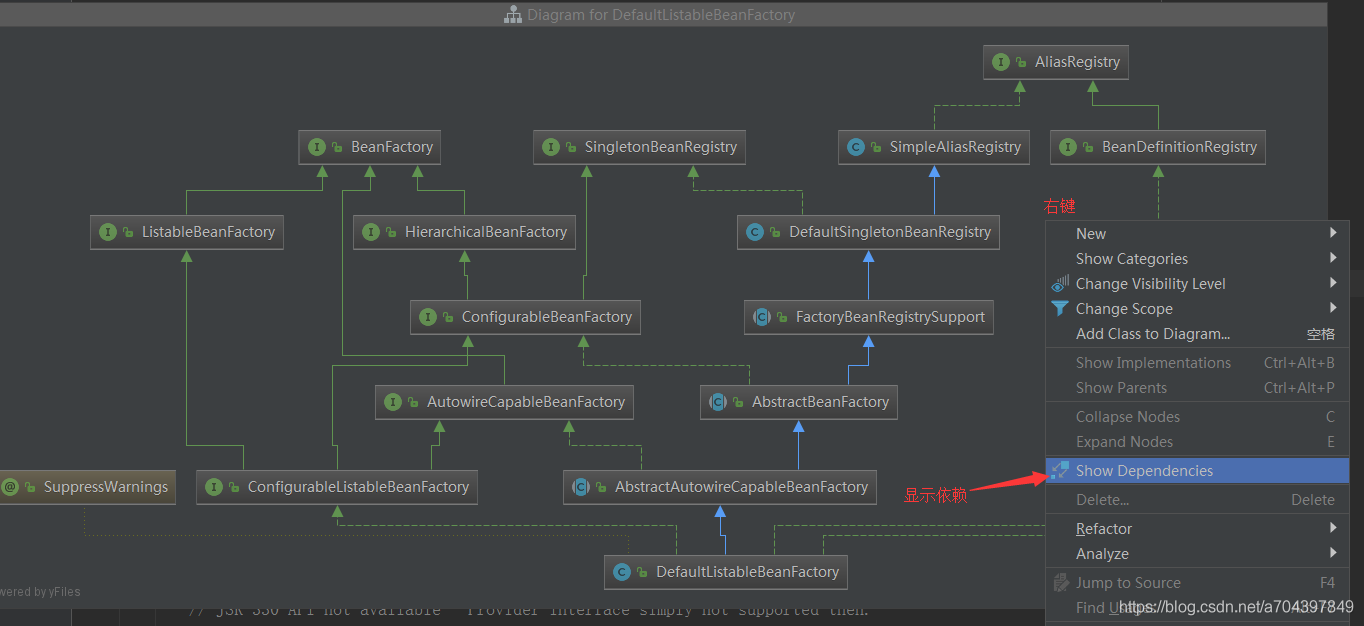 Diagram for DefaultListableBeanFactory
AliasRegistry
BeanFactory
SingletonBeanRegistry
SimpleAliasRegistry
BeanDefinitionRegistry
ListableBeanFactory
HierarchicalBeanFactory
DefaultSingletonBeanRegistry
ConfigurableBeanFactory
FactoryBeanRegistrySupport
AutowireCapableBeanFactory
AbstractBeanFactory
SuppressWarnings
ConfigurableListableBeanFactory
AbstractAutowireCapableBeanFactory
DefaultListableBeanFactory
右键
New
Show Categories
Change Visibility Level
Change Scope
Add Class to Diagram... 空格
Show Implementations Ctrl+Alt+B
Show Parents Ctrl+Alt+P
Collapse Nodes C
Expand Nodes E
显示依赖
Show Dependencies
Delete... Delete
Refactor
Analyze
Jump to Source F4
Find
wered by yFiles
// JSR-330 API not available - Provider interface simply not supported then.
https://blog.csdn.net/a704397849